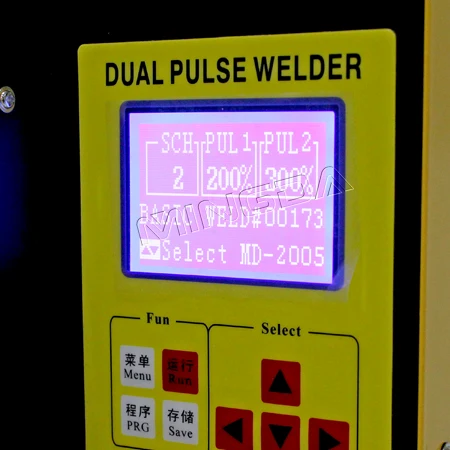 DUAL PULSE WELDER
SCH PUL1 PUL2
2 200% 300%
BASIC WELD#00173
Select MD-2005
MINGDA
Fun
Select
菜单
Menu
运行
Run
程序
PRG
存储
Save